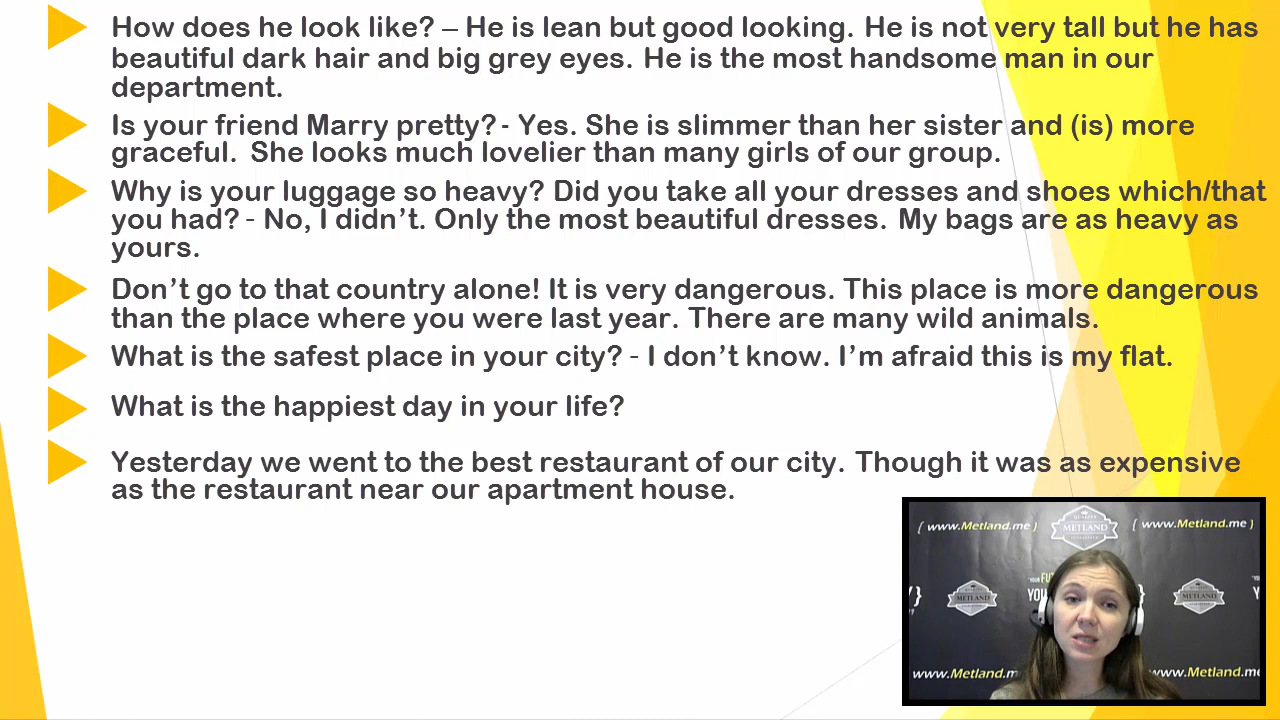 How does he look like? – He is lean but good looking. He is not very tall but he has
beautiful dark hair and big grey eyes. He is the most handsome man in our
department.
Is your friend Marry pretty? - Yes. She is slimmer than her sister and (is) more
graceful. She looks much lovelier than many girls of our group.
Why is your luggage so heavy? Did you take all your dresses and shoes which/that
you had? - No, I didn't. Only the most beautiful dresses. My bags are as heavy as
yours.
Don't go to that country alone! It is very dangerous. This place is more dangerous
than the place where you were last year. There are many wild animals.
What is the safest place in your city? - I don't know. I'm afraid this is my flat.
What is the happiest day in your life?
Yesterday we went to the best restaurant of our city. Though it was as expensive
as the restaurant near our apartment house.
{ www.Metland.me }
METLAND
{ www.Metland.me }
METLAND
METLAND
www.Metland.me
www.Metland.me